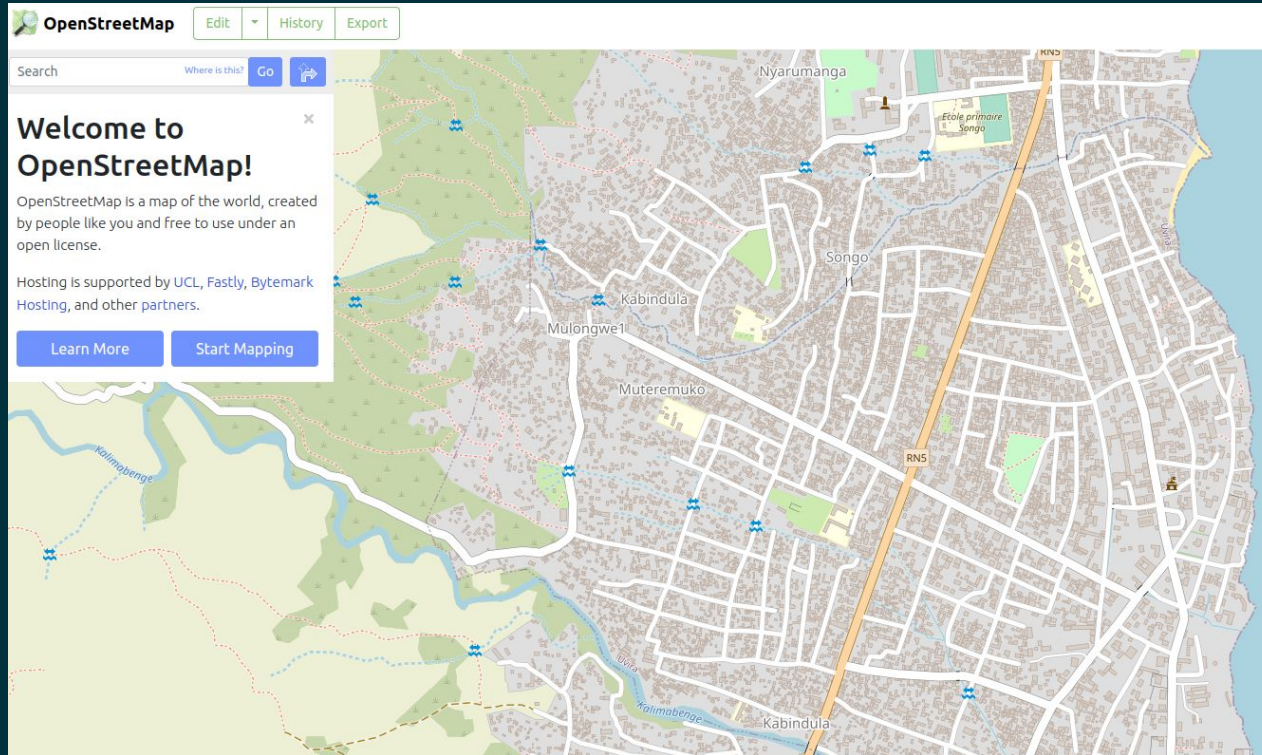 OpenStreetMap
Edit
History
Export
Search
Where is this?
Go
Welcome to
OpenStreetMap!
OpenStreetMap is a map of the world, created
by people like you and free to use under an
open license.
Hosting is supported by UCL, Fastly, Bytemark
Hosting, and other partners.
Learn More
Start Mapping
RN5
Nyarumanga
Ecole primaire
Songo
Uvira
Songo
Kabindula
Mulongwe1
Muteremuko
RN5
Kalimabenge
Uvira
Kalimabenge
Kabindula